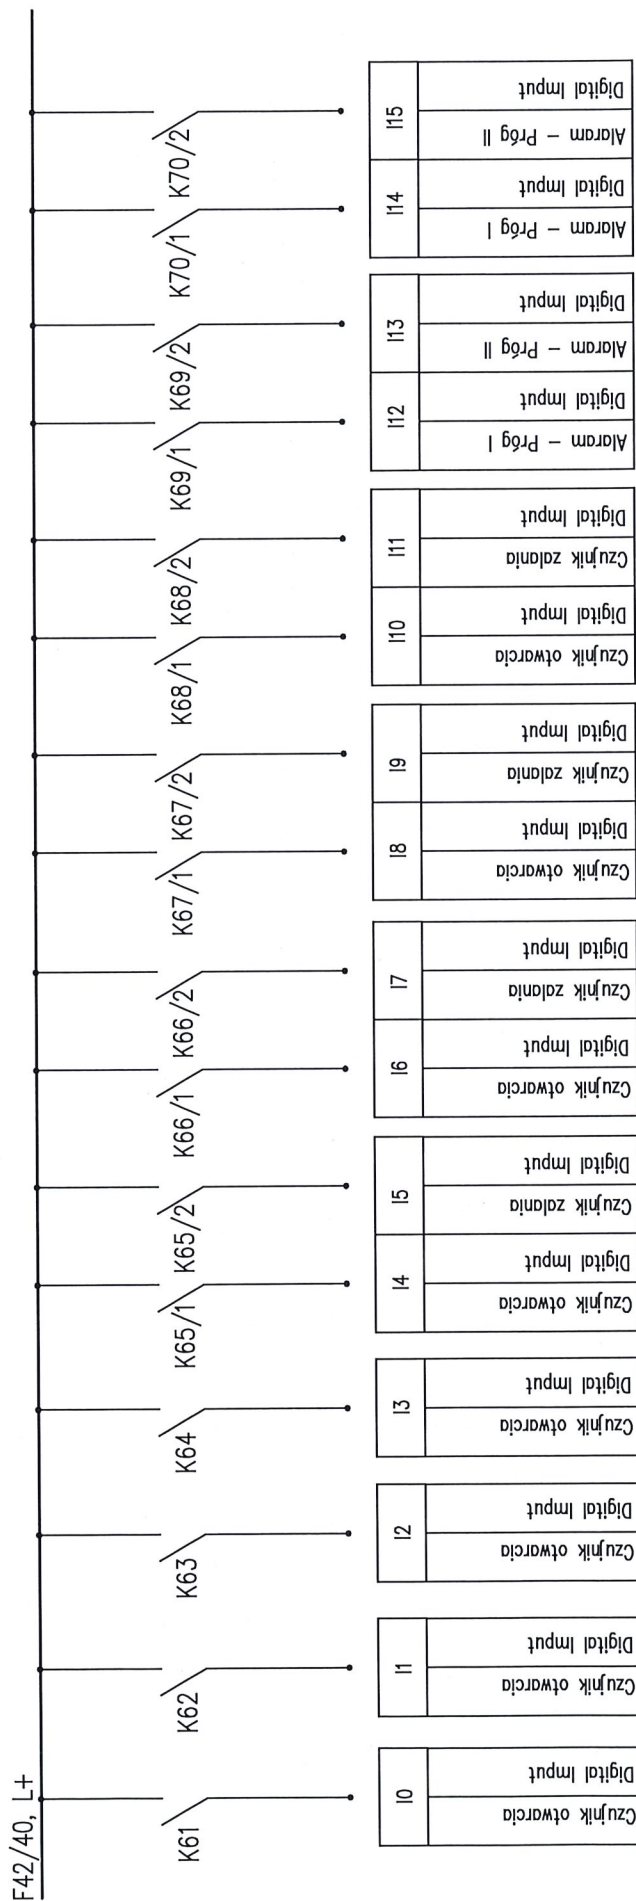 F42/40, L+
K61
K62
K63
K64
K65/1
K65/2
K66/1
K66/2
K67/1
K67/2
K68/1
K68/2
K69/1
K69/2
K70/1
K70/2
I0
Czujnik otwarcia
Digital Imput
I1
Czujnik otwarcia
Digital Imput
I2
Czujnik otwarcia
Digital Imput
I3
Czujnik otwarcia
Digital Imput
I4
Czujnik otwarcia
Digital Imput
I5
Czujnik zalania
Digital Imput
I6
Czujnik otwarcia
Digital Imput
I7
Czujnik zalania
Digital Imput
I8
Czujnik otwarcia
Digital Imput
I9
Czujnik zalania
Digital Imput
I10
Czujnik otwarcia
Digital Imput
I11
Czujnik zalania
Digital Imput
I12
Alaram – Próg I
Digital Imput
I13
Alaram – Próg II
Digital Imput
I14
Alaram – Próg I
Digital Imput
I15
Alaram – Próg II
Digital Imput